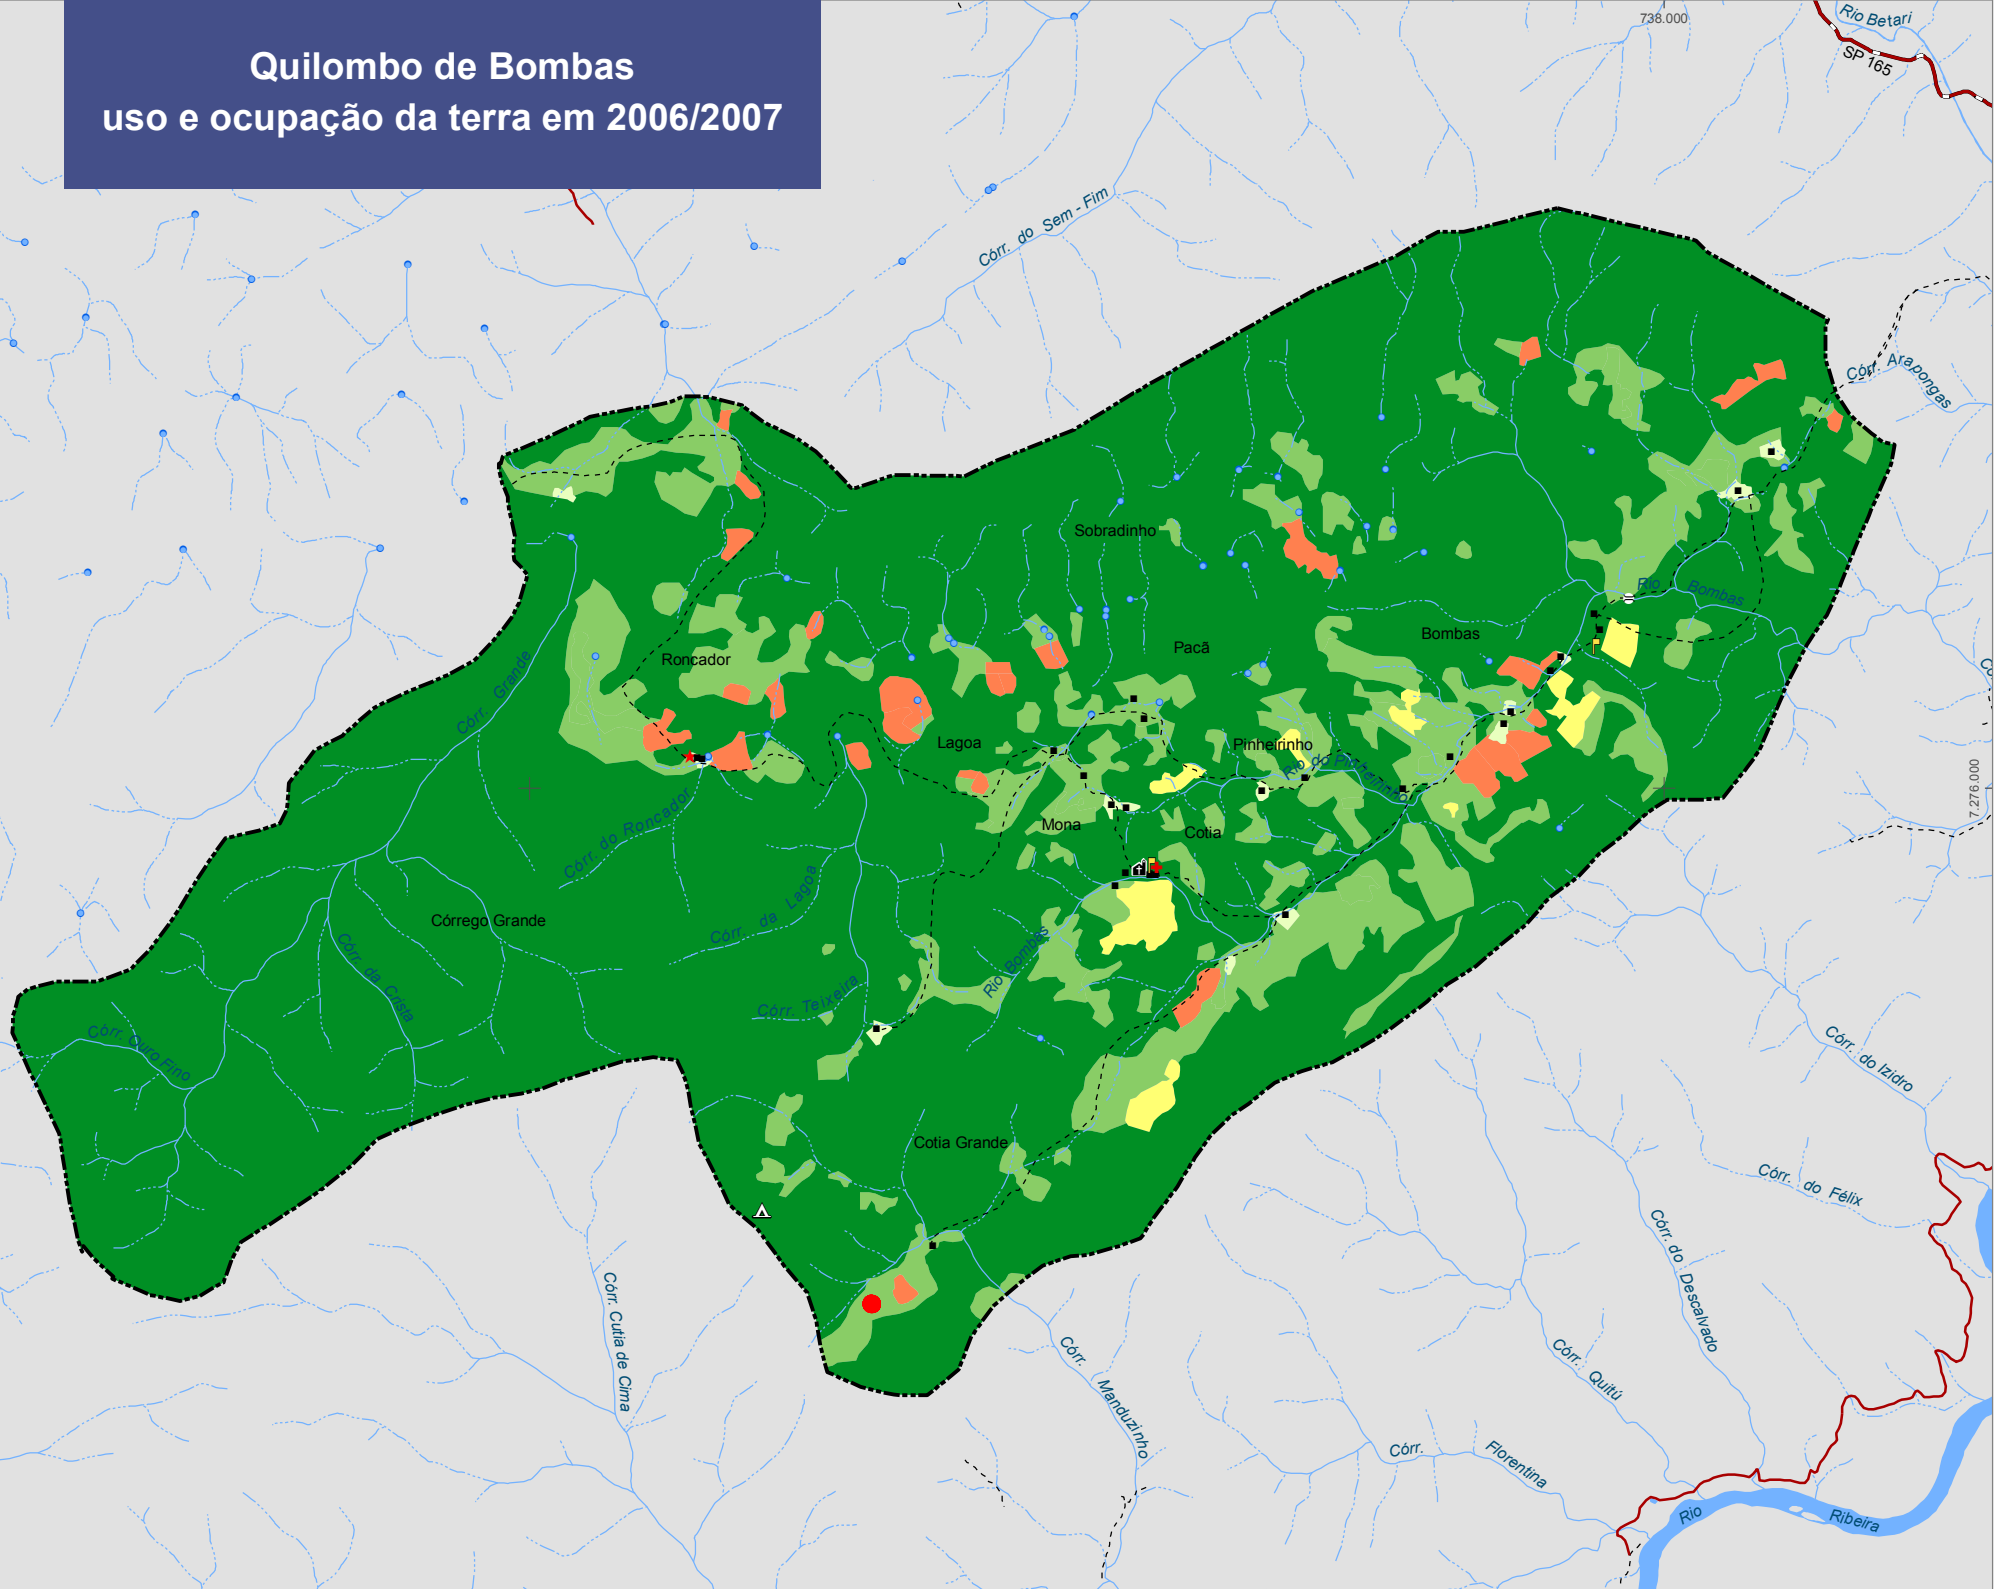 Quilombo de Bombas
uso e ocupação da terra em 2006/2007
738.000
Rio Betari
SP 165
Córr. do Sem - Fim
Córr. Arapongas
Sobradinho
Rio Bombas
Bombas
Pacã
Roncador
Córr. Grande
Lagoa
Pinheirinho
Rio do Pinheirinho
7.276.000
Córr. do Roncador
Mona
Cotia
Córr. da Lagoa
Córrego Grande
Córr. da Crista
Rio Bombas
Córr. Teixeira
Córr. Ouro Fino
Córr. do Izidro
Cotia Grande
Córr. do Félix
Córr. do Descalvado
Córr. Cutia de Cima
Córr. Manduzinho
Córr. Quitú
Córr. Florentina
Rio Ribeira